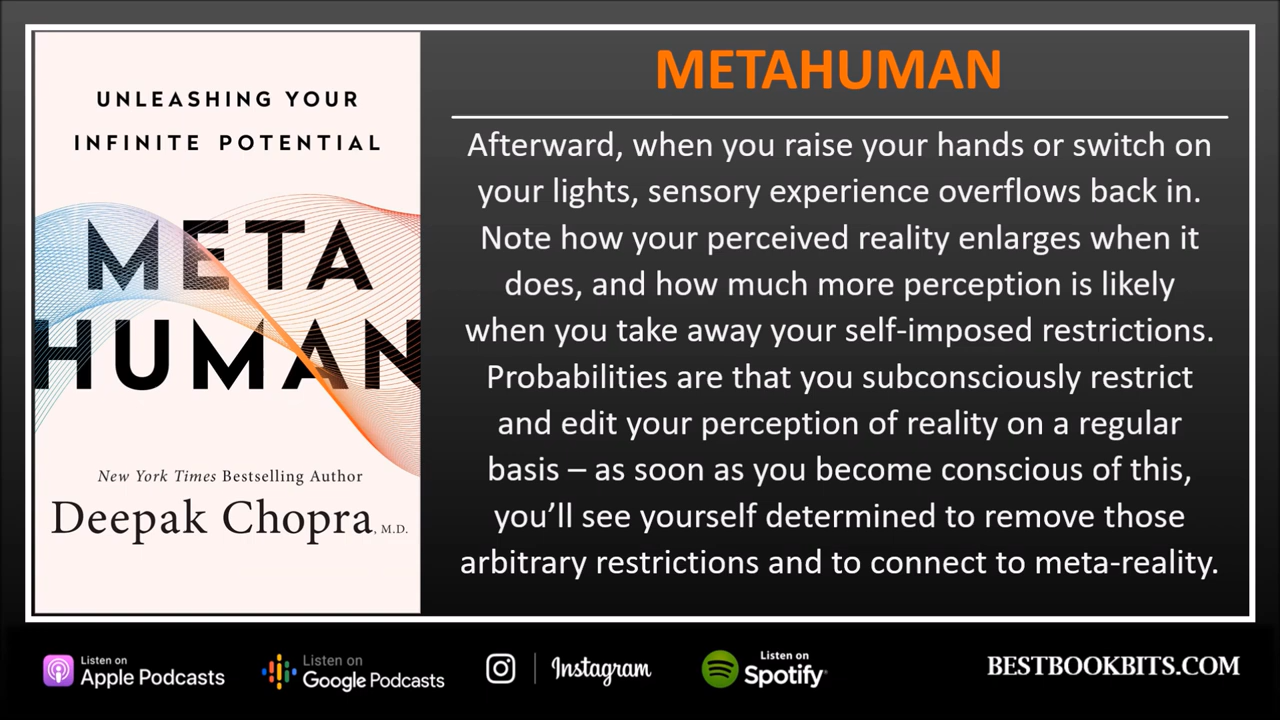 UNLEASHING YOUR
INFINITE POTENTIAL
META
HUMAN
New York Times Bestselling Author
Deepak Chopra, M.D.
METAHUMAN
Afterward, when you raise your hands or switch on
your lights, sensory experience overflows back in.
Note how your perceived reality enlarges when it
does, and how much more perception is likely
when you take away your self-imposed restrictions.
Probabilities are that you subconsciously restrict
and edit your perception of reality on a regular
basis – as soon as you become conscious of this,
you’ll see yourself determined to remove those
arbitrary restrictions and to connect to meta-reality.
Listen on
Apple Podcasts
Listen on
Google Podcasts
Instagram
Listen on
Spotify
BESTBOOKBITS.COM